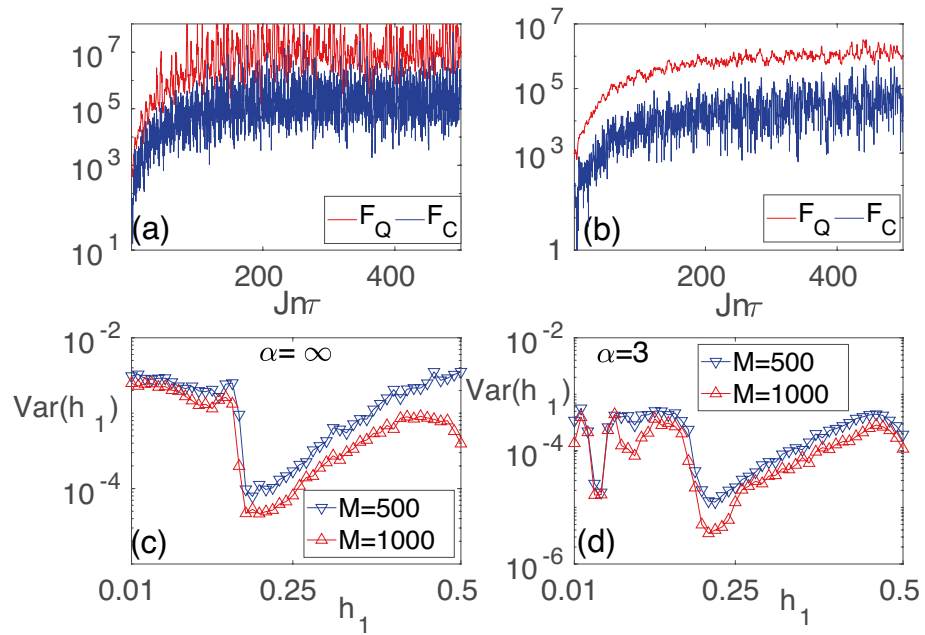 10^7
10^5
10^3
10^1
(a)
F_Q F_C
200 400
Jnτ
10^7
10^5
10^3
1
(b)
F_Q F_C
200 400
Jnτ
10^-2
1
10^-4
Var(h_1)
α= ∞
M=500
M=1000
(c)
0.01 0.25 0.5
h_1
10^-2
1
10^-4
10^-6
Var(h_1)
α=3
M=500
M=1000
(d)
0.01 0.25 0.5
h_1